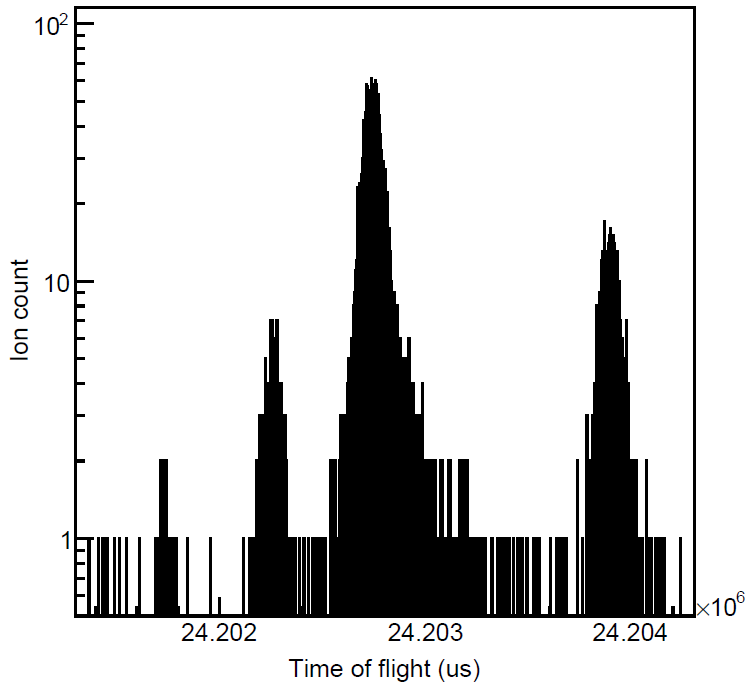 10²
10
1
Ion count
24.202 24.203 24.204
×10⁶
Time of flight (us)